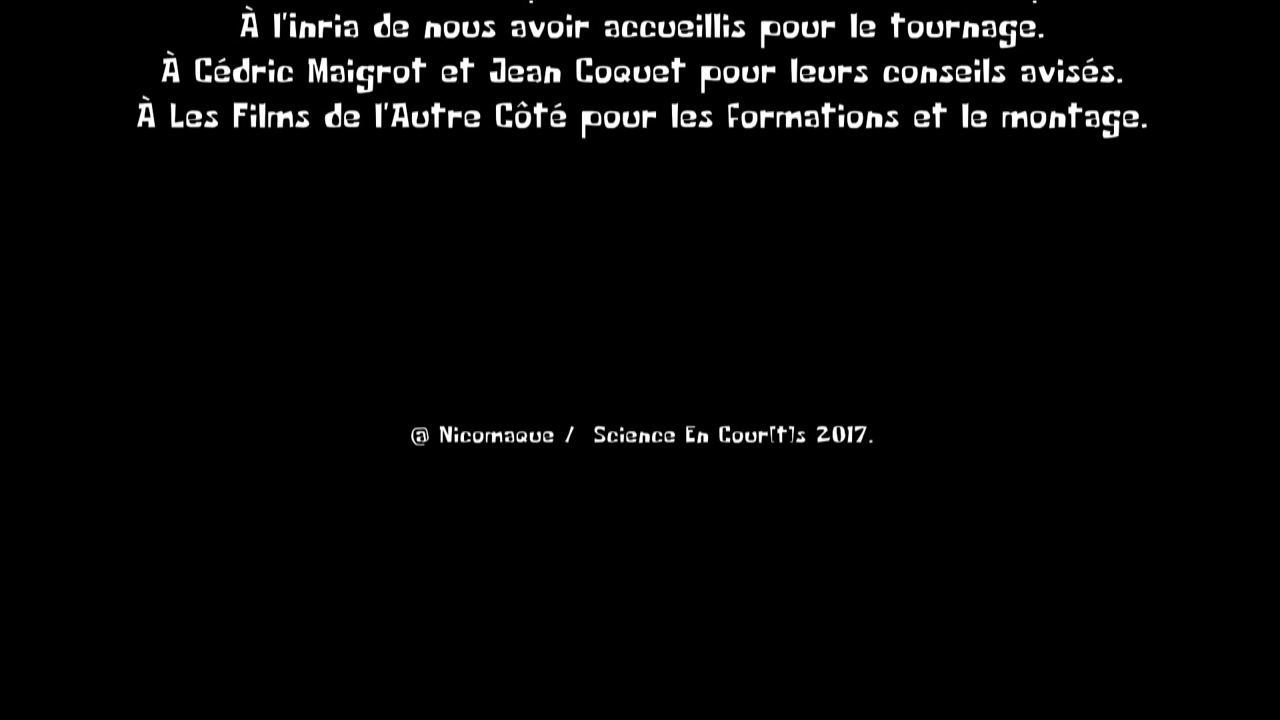 À l'inria de nous avoir accueillis pour le tournage.
À Cédric Maigrot et Jean Coquet pour leurs conseils avisés.
À Les Films de l'Autre Côté pour les formations et le montage.
@ Nicomaque / Science En Cour[t]s 2017.